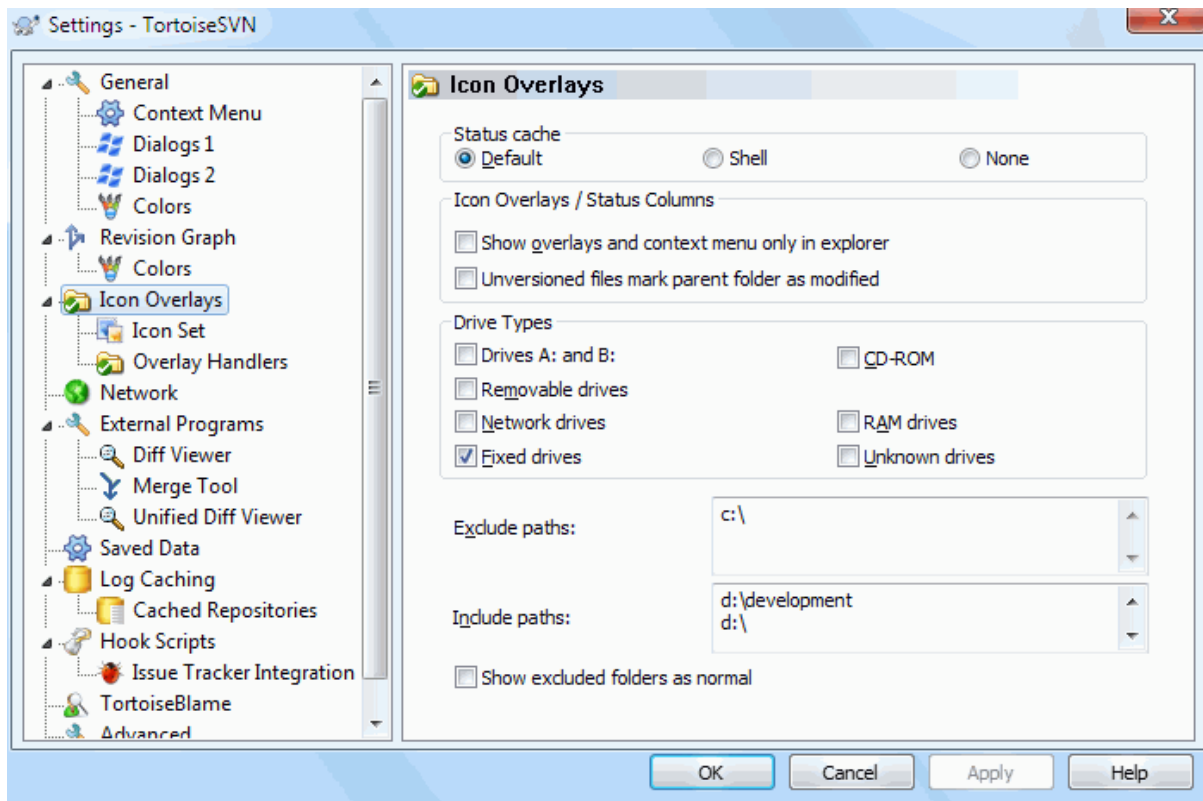 Settings - TortoiseSVN
General
Context Menu
Dialogs 1
Dialogs 2
Colors
Revision Graph
Colors
Icon Overlays
Icon Set
Overlay Handlers
Network
External Programs
Diff Viewer
Merge Tool
Unified Diff Viewer
Saved Data
Log Caching
Cached Repositories
Hook Scripts
Issue Tracker Integration
TortoiseBlame
Advanced
Icon Overlays
Status cache
Default Shell None
Icon Overlays / Status Columns
Show overlays and context menu only in explorer
Unversioned files mark parent folder as modified
Drive Types
Drives A: and B: CD-ROM
Removable drives
Network drives RAM drives
Fixed drives Unknown drives
Exclude paths: c:\
Include paths: d:\development
d:\
Show excluded folders as normal
OK Cancel Apply Help